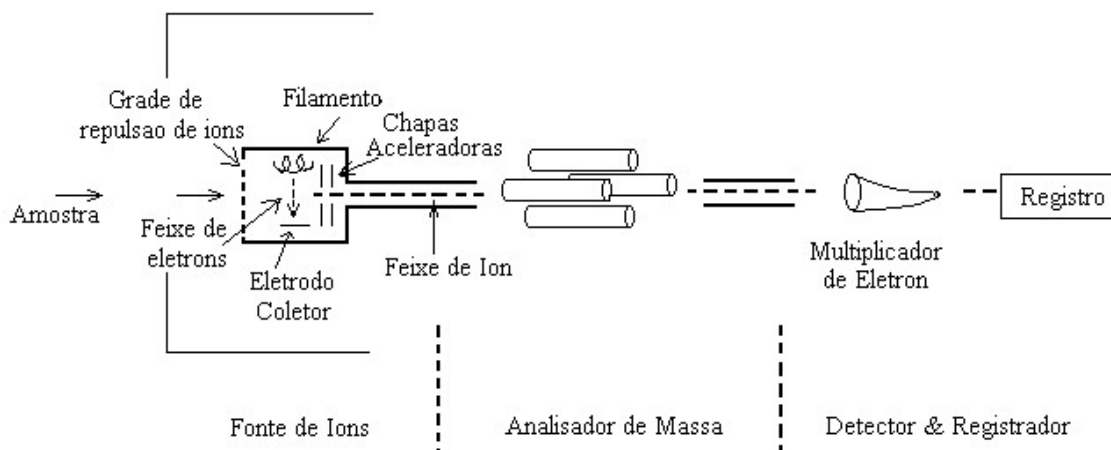 Grade de
repulsao de ions
Filamento
Chapas
Aceleradoras
Amostra
Feixe de
eletrons
Eletrodo
Coletor
Feixe de Ion
Multiplicador
de Eletron
Registro
Fonte de Ions
Analisador de Massa
Detector & Registrador